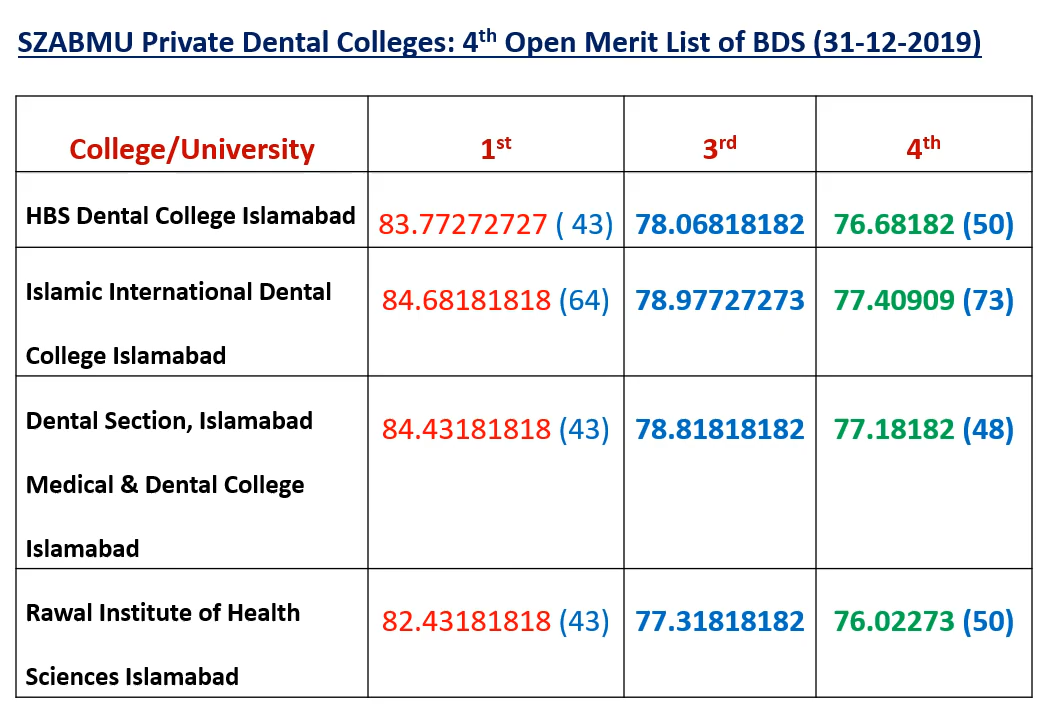 SZABMU Private Dental Colleges: 4th Open Merit List of BDS (31-12-2019)
College/University 1st 3rd 4th
HBS Dental College Islamabad 83.77272727 ( 43) 78.06818182 76.68182 (50)
Islamic International Dental 84.68181818 (64) 78.97727273 77.40909 (73)
College Islamabad
Dental Section, Islamabad 84.43181818 (43) 78.81818182 77.18182 (48)
Medical & Dental College
Islamabad
Rawal Institute of Health 82.43181818 (43) 77.31818182 76.02273 (50)
Sciences Islamabad